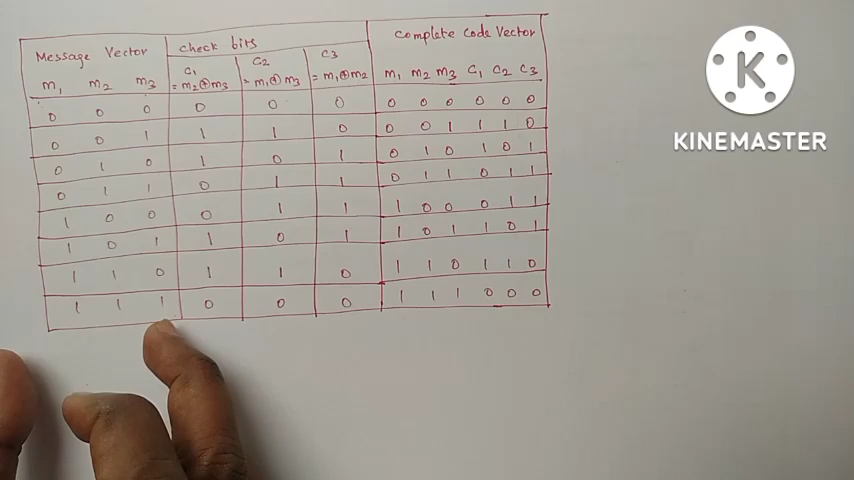 Message Vector check bits Complete Code Vector
m1 m2 m3 C1 = m2⊕m3 C2 = m1⊕m3 C3 = m1⊕m2 m1 m2 m3 C1 C2 C3
0 0 0 0 0 0 0 0 0 0 0 0
0 0 1 1 1 0 0 0 1 1 1 0
0 1 0 1 0 1 0 1 0 1 0 1
0 1 1 0 1 1 0 1 1 0 1 1
1 0 0 0 1 1 1 0 0 0 1 1
1 0 1 1 0 1 1 0 1 1 0 1
1 1 0 1 1 0 1 1 0 1 1 0
1 1 1 0 0 0 1 1 1 0 0 0
K
KINEMASTER